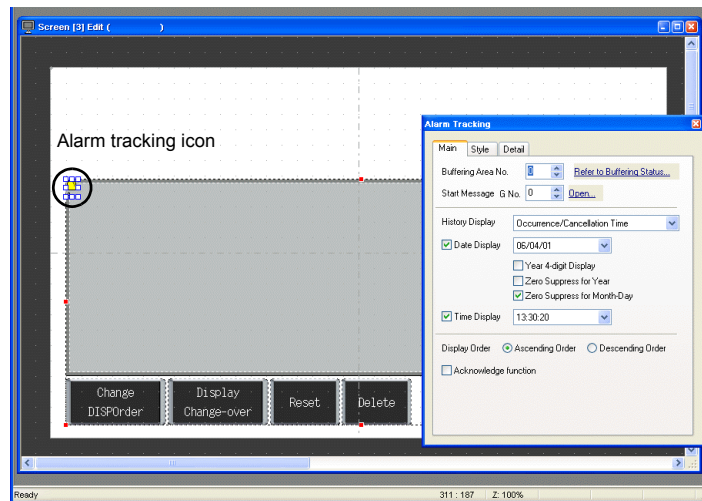 Screen [3] Edit (                )
Alarm tracking icon
Alarm Tracking
Main Style Detail
Buffering Area No. 0 Refer to Buffering Status...
Start Message G No. 0 Open...
History Display Occurrence/Cancellation Time
Date Display 06/04/01
Year 4-digit Display
Zero Suppress for Year
Zero Suppress for Month-Day
Time Display 13:30:20
Display Order Ascending Order Descending Order
Acknowledge function
Change
DISPOrder
Display
Change-over
Reset
Delete
Ready 311 : 187 Z: 100%